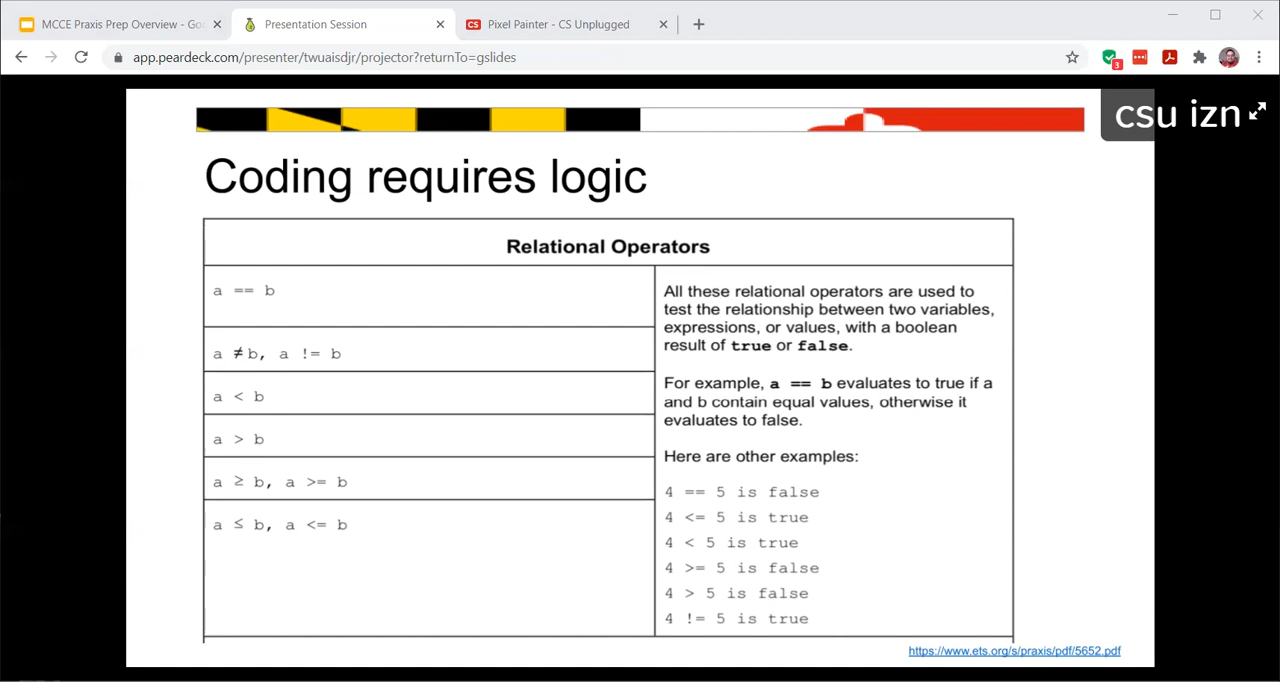 MCCE Praxis Prep Overview - Goo
Presentation Session
CS
Pixel Painter - CS Unplugged
app.peardeck.com/presenter/twuaisdjr/projector?returnTo=gslides
3
csu izn
Coding requires logic
Relational Operators
a == b
a ≠ b, a != b
a < b
a > b
a ≥ b, a >= b
a ≤ b, a <= b
All these relational operators are used to
test the relationship between two variables,
expressions, or values, with a boolean
result of true or false.
For example, a == b evaluates to true if a
and b contain equal values, otherwise it
evaluates to false.
Here are other examples:
4 == 5 is false
4 <= 5 is true
4 < 5 is true
4 >= 5 is false
4 > 5 is false
4 != 5 is true
https://www.ets.org/s/praxis/pdf/5652.pdf